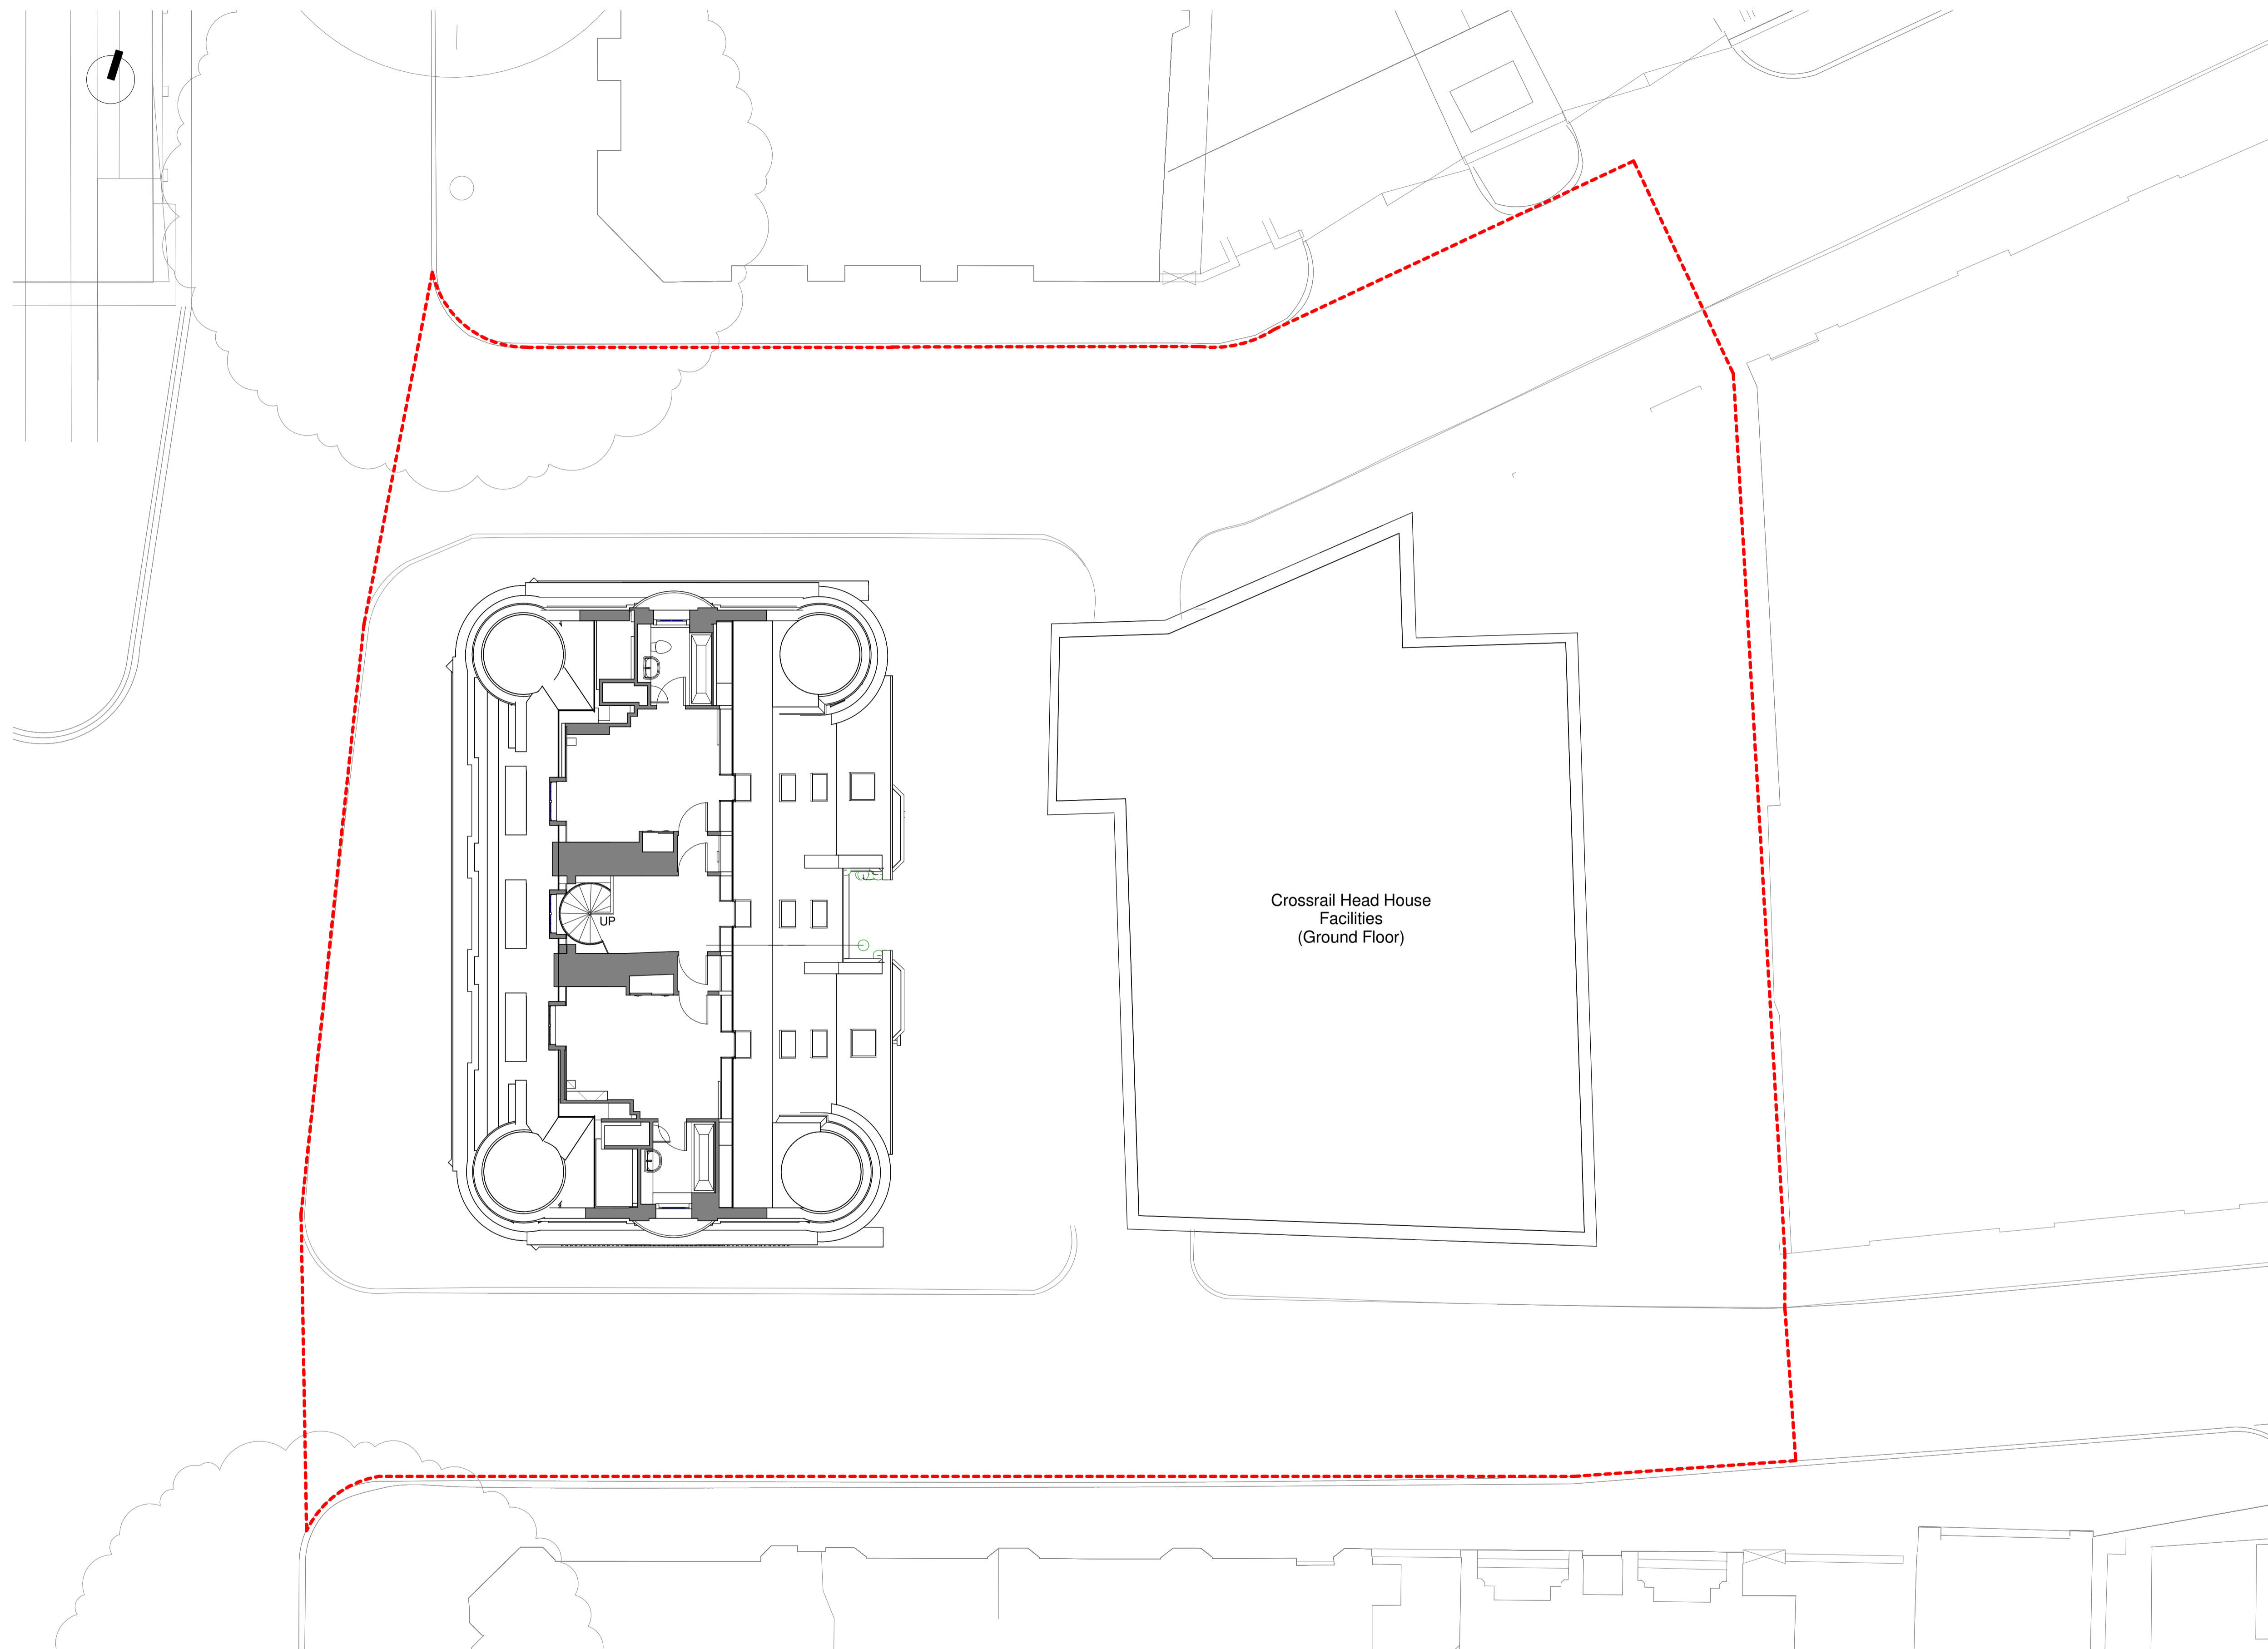 UP
Crossrail Head House
Facilities
(Ground Floor)